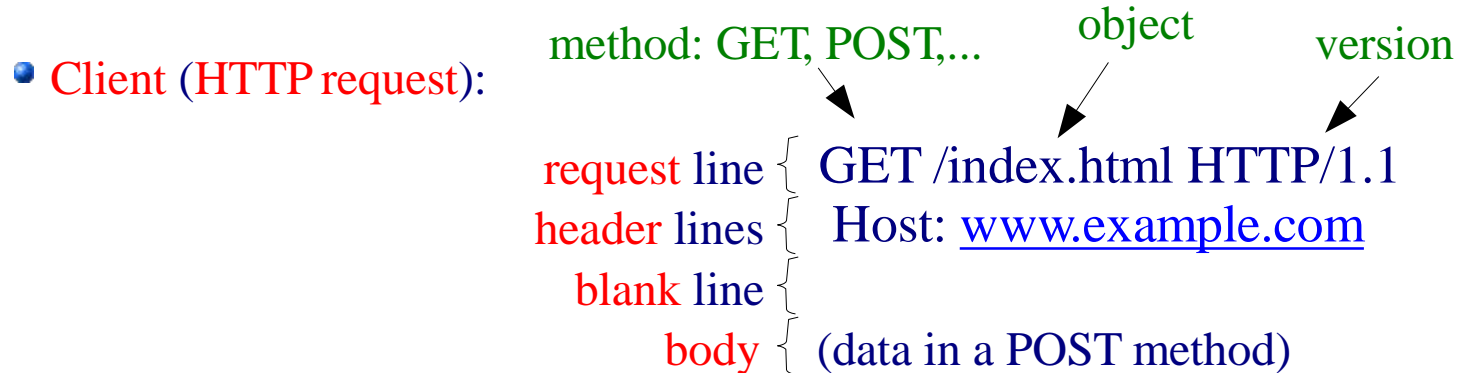 method: GET, POST,... object version
Client (HTTP request):
request line GET /index.html HTTP/1.1
header lines Host: www.example.com
blank line
body (data in a POST method)